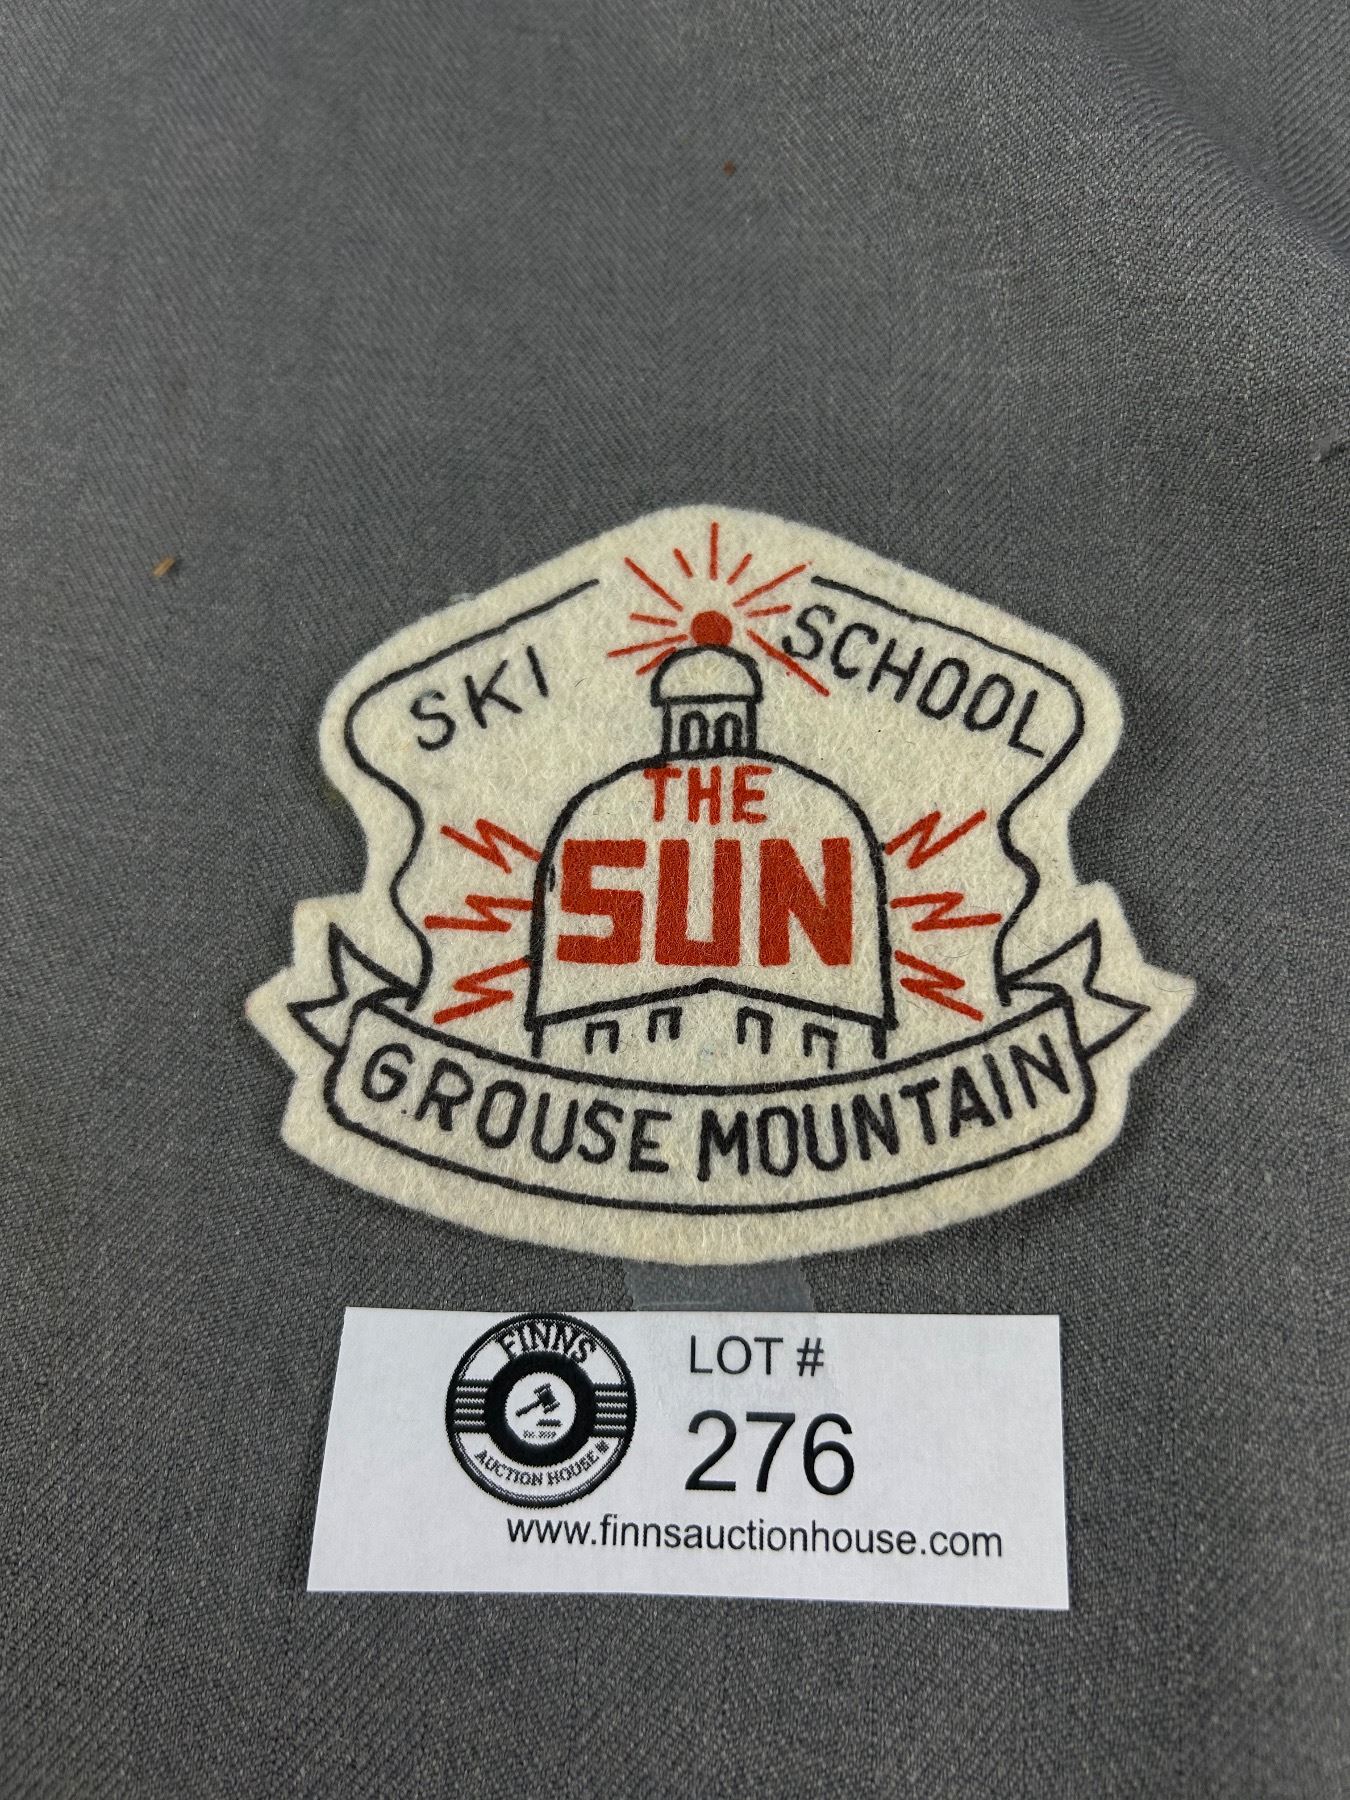 SKI SCHOOL
THE
SUN
GROUSE MOUNTAIN
FINNS
AUCTION HOUSE
LOT #
276
www.finnsauctionhouse.com